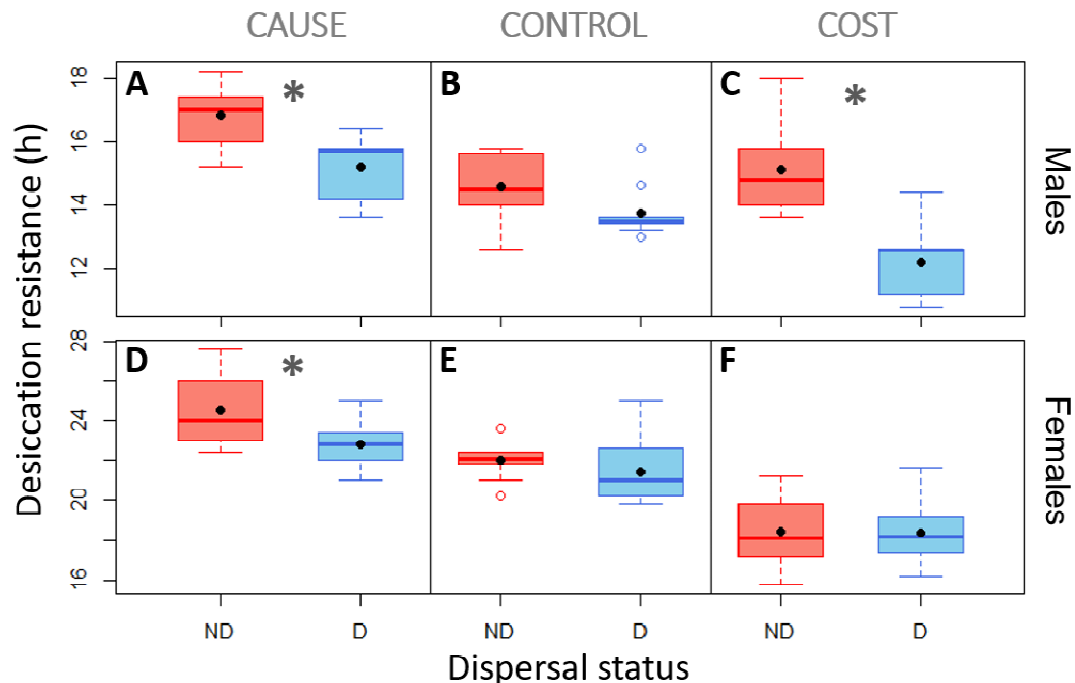 CAUSE CONTROL COST
A * B C *
18
16
14
12
Males
D * E F
28
24
20
16
Females
Desiccation resistance (h)
ND D ND D ND D
Dispersal status